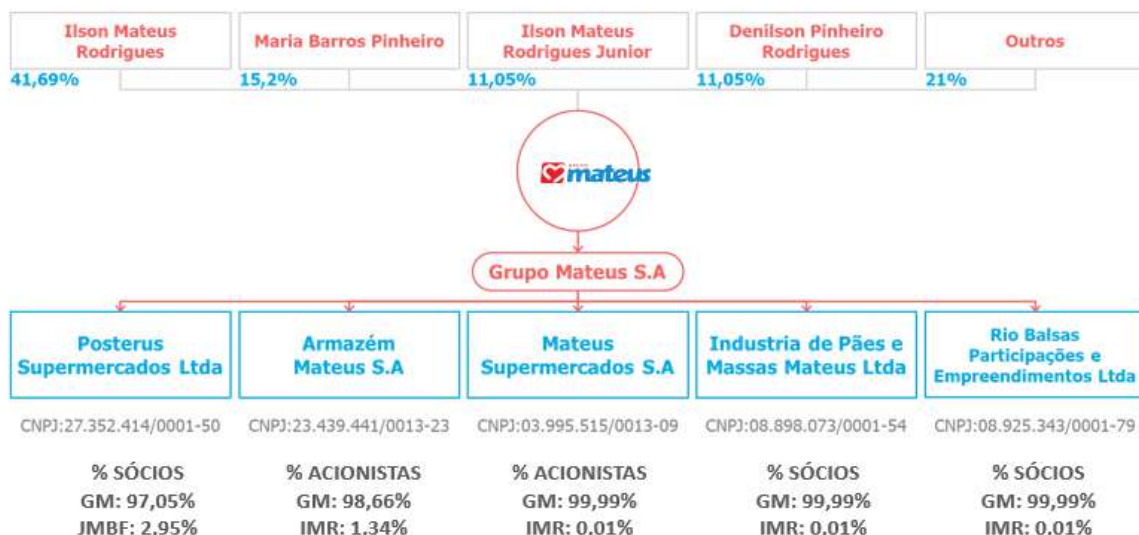 Ilson Mateus
Rodrigues
Maria Barros Pinheiro
Ilson Mateus
Rodrigues Junior
Denilson Pinheiro
Rodrigues
Outros
41,69%
15,2%
11,05%
11,05%
21%
GRUPO
mateus
Grupo Mateus S.A
Posterus
Supermercados Ltda
Armazém
Mateus S.A
Mateus
Supermercados S.A
Industria de Pães e
Massas Mateus Ltda
Rio Balsas
Participações e
Empreendimentos Ltda
CNPJ:27.352.414/0001-50
CNPJ:23.439.441/0013-23
CNPJ:03.995.515/0013-09
CNPJ:08.898.073/0001-54
CNPJ:08.925.343/0001-79
% SÓCIOS
GM: 97,05%
JMBF: 2,95%
% ACIONISTAS
GM: 98,66%
IMR: 1,34%
% ACIONISTAS
GM: 99,99%
IMR: 0,01%
% SÓCIOS
GM: 99,99%
IMR: 0,01%
% SÓCIOS
GM: 99,99%
IMR: 0,01%